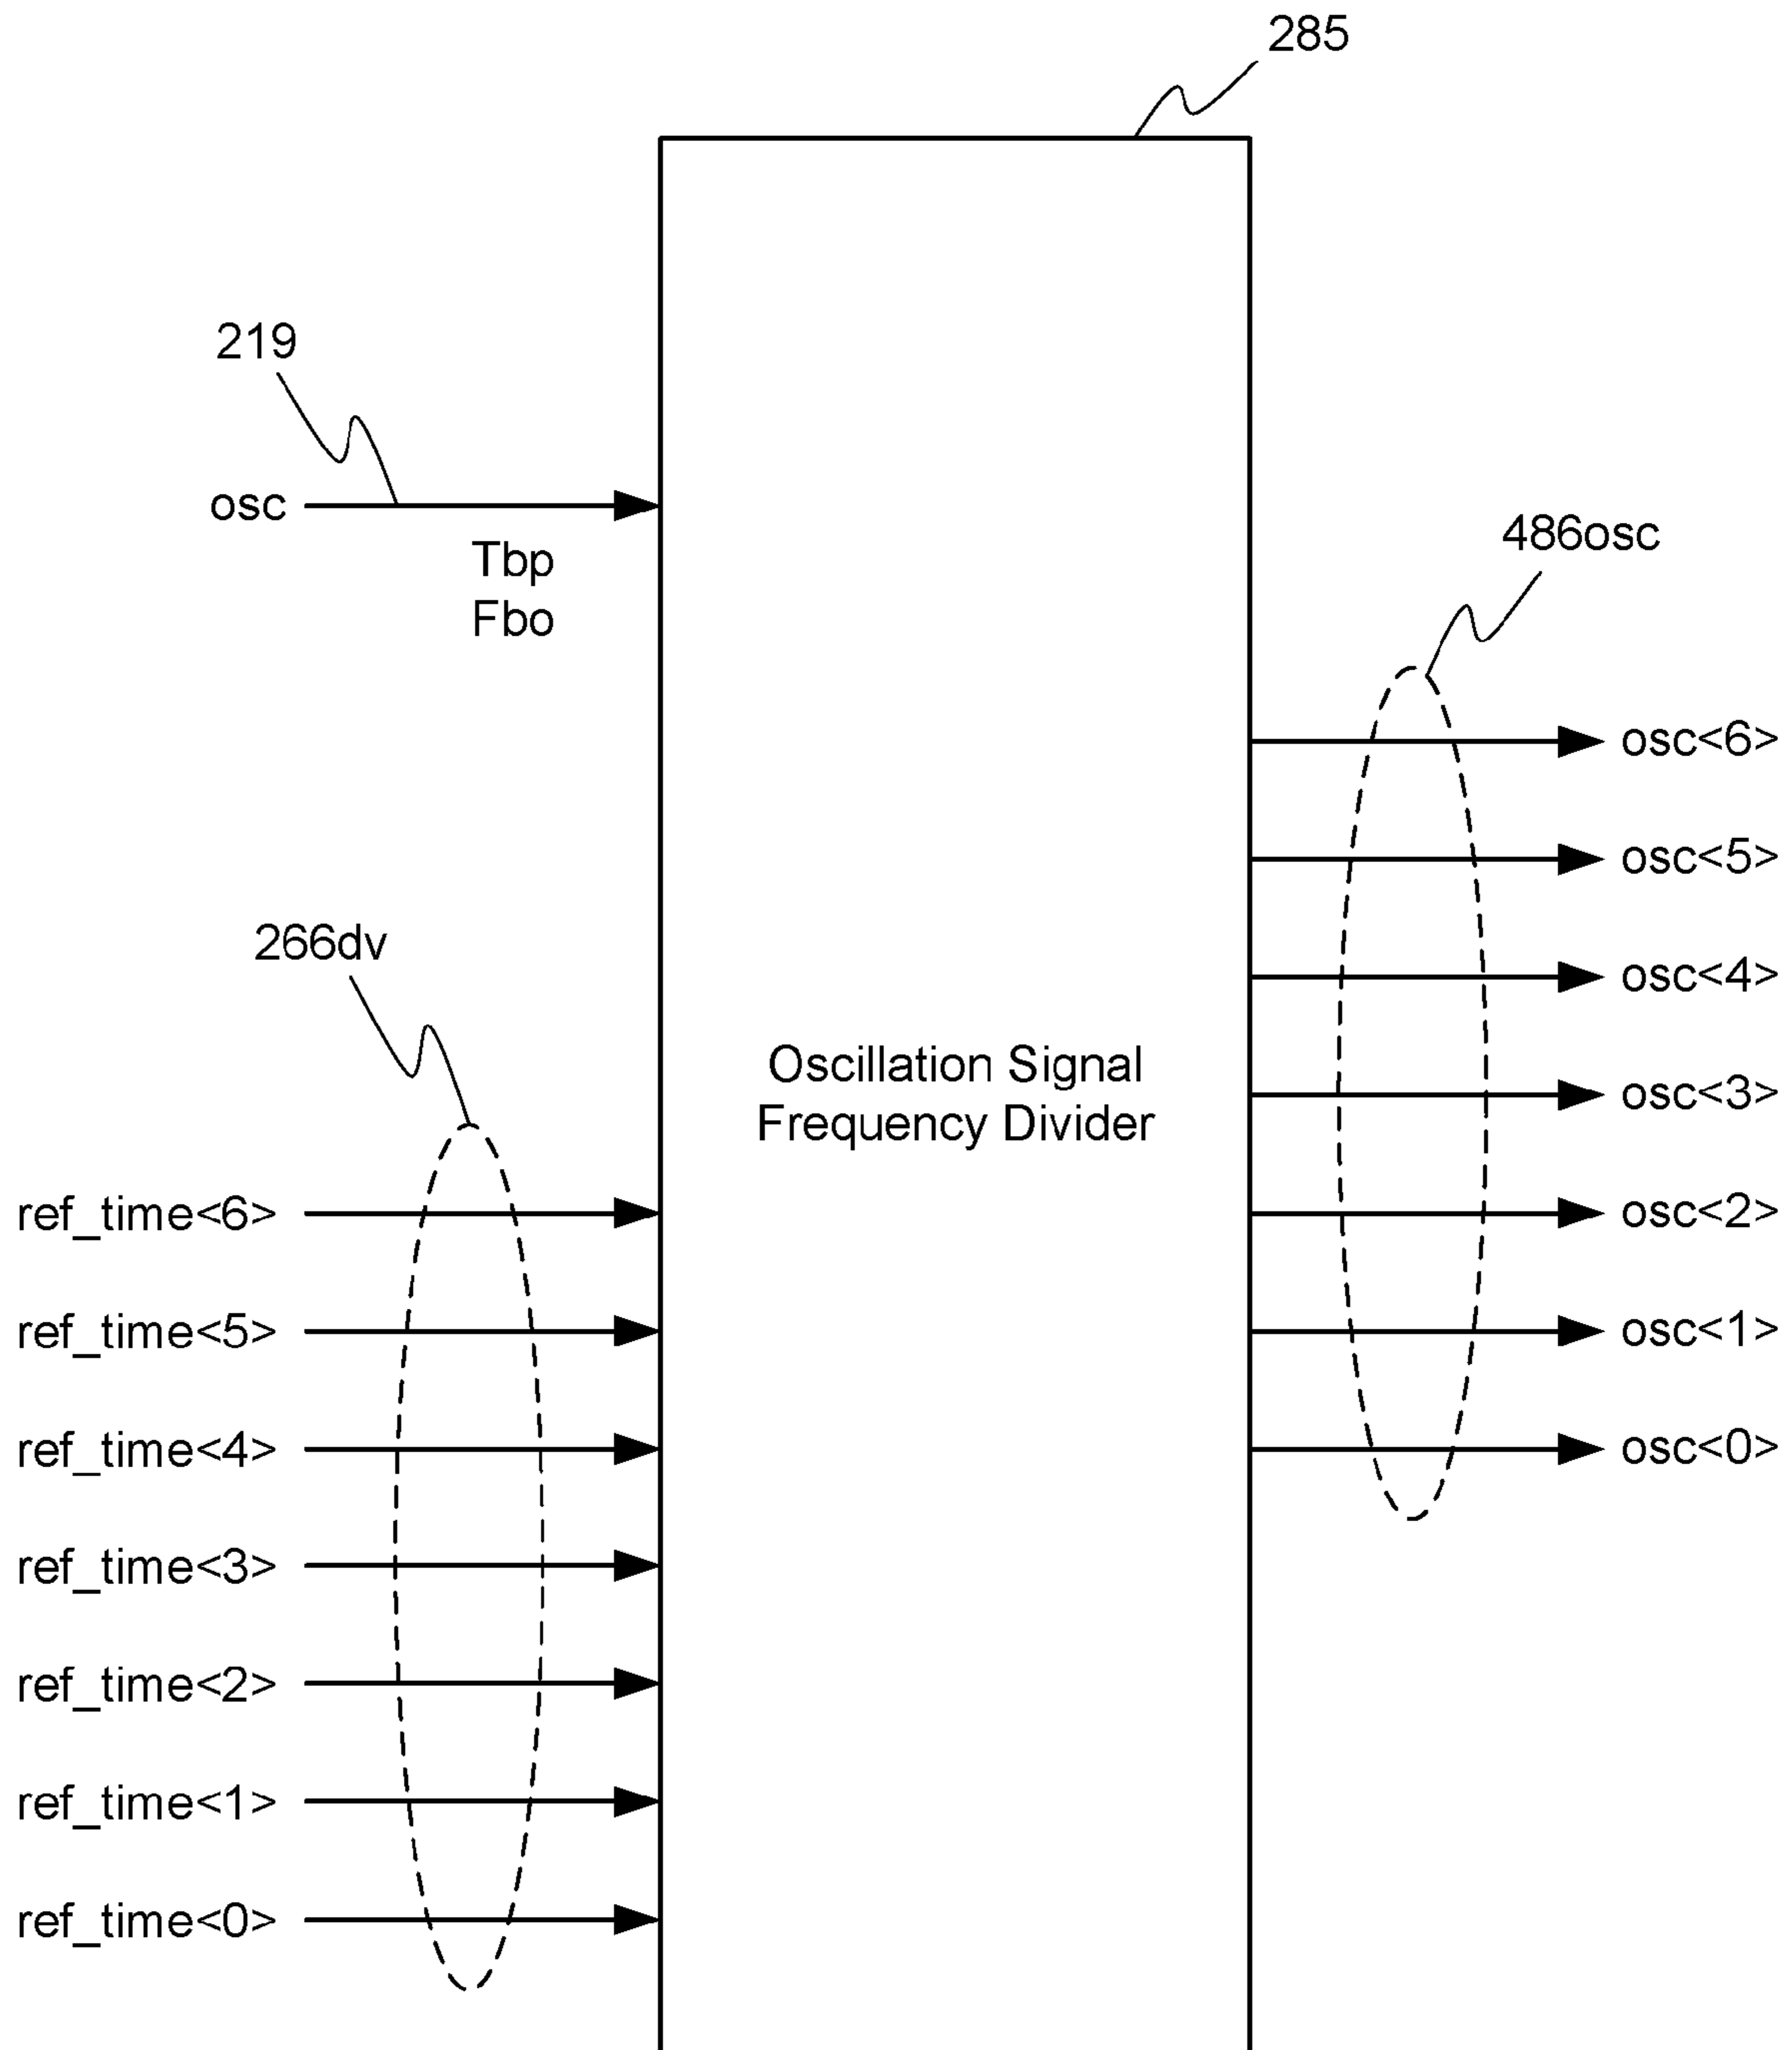 285
219
osc
Tbp
Fbo
486osc
osc<6>
osc<5>
266dv
osc<4>
Oscillation Signal
Frequency Divider
osc<3>
ref_time<6>
osc<2>
ref_time<5>
osc<1>
ref_time<4>
osc<0>
ref_time<3>
ref_time<2>
ref_time<1>
ref_time<0>